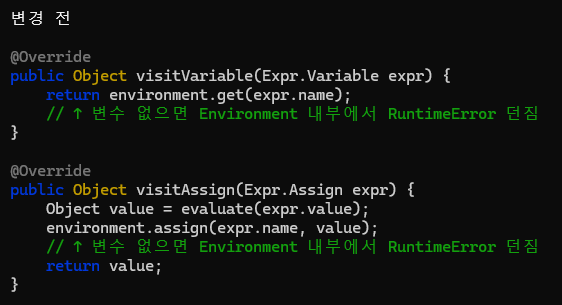 변경 전
@Override
public Object visitVariable(Expr.Variable expr) {
    return environment.get(expr.name);
    // ↑ 변수 없으면 Environment 내부에서 RuntimeError 던짐
}
@Override
public Object visitAssign(Expr.Assign expr) {
    Object value = evaluate(expr.value);
    environment.assign(expr.name, value);
    // ↑ 변수 없으면 Environment 내부에서 RuntimeError 던짐
    return value;
}